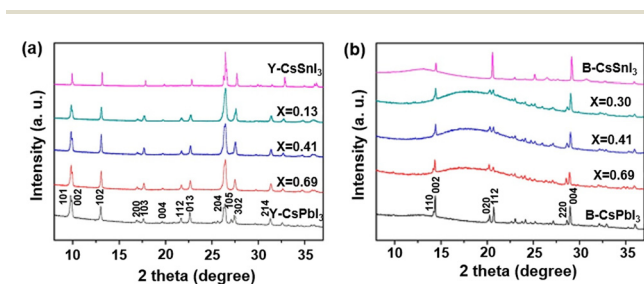 (a)
Intensity (a. u.)
Y-CsSnI3
X=0.13
X=0.41
X=0.69
Y-CsPbI3
101
002
102
200
103
004
112
013
204
105
302
214
10 15 20 25 30 35
2 theta (degree)
(b)
Intensity (a. u.)
B-CsSnI3
X=0.30
X=0.41
X=0.69
B-CsPbI3
110
002
020
112
220
004
10 15 20 25 30 35
2 theta (degree)